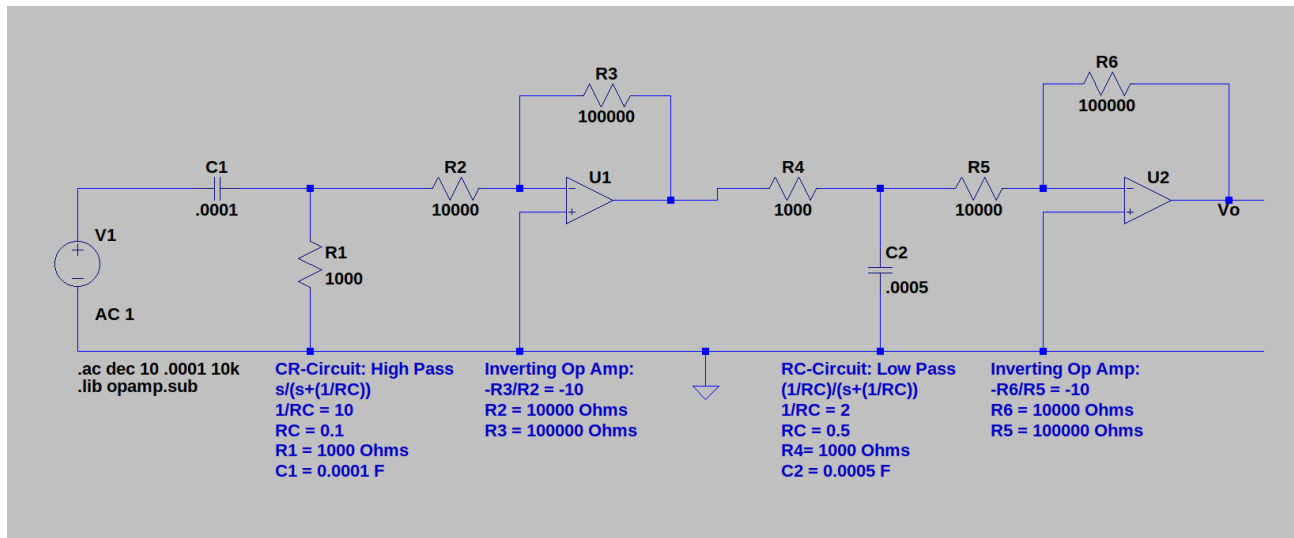 R6
100000
R3
100000
C1
.0001
R2
10000
U1
R4
1000
R5
10000
U2
Vo
V1
R1
1000
C2
.0005
AC 1
.ac dec 10 .0001 10k
.lib opamp.sub
CR-Circuit: High Pass
s/(s+(1/RC))
1/RC = 10
RC = 0.1
R1 = 1000 Ohms
C1 = 0.0001 F
Inverting Op Amp:
-R3/R2 = -10
R2 = 10000 Ohms
R3 = 100000 Ohms
RC-Circuit: Low Pass
(1/RC)/(s+(1/RC))
1/RC = 2
RC = 0.5
R4= 1000 Ohms
C2 = 0.0005 F
Inverting Op Amp:
-R6/R5 = -10
R6 = 10000 Ohms
R5 = 100000 Ohms